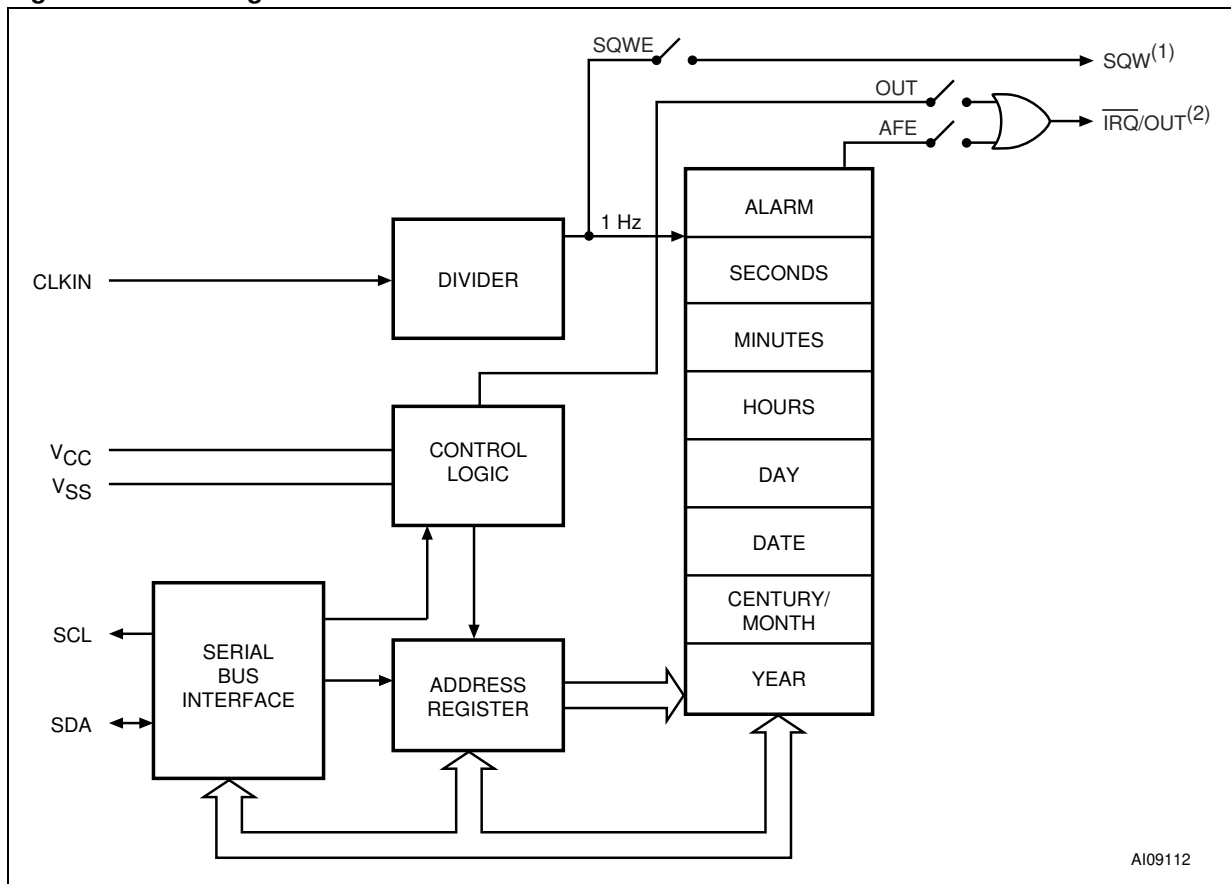 SQWE
SQW(1)
OUT
IRQ/OUT(2)
AFE
ALARM
1 Hz
CLKIN
DIVIDER
SECONDS
MINUTES
HOURS
VCC
VSS
CONTROL
LOGIC
DAY
DATE
CENTURY/
MONTH
SCL
SDA
SERIAL
BUS
INTERFACE
ADDRESS
REGISTER
YEAR
AI09112